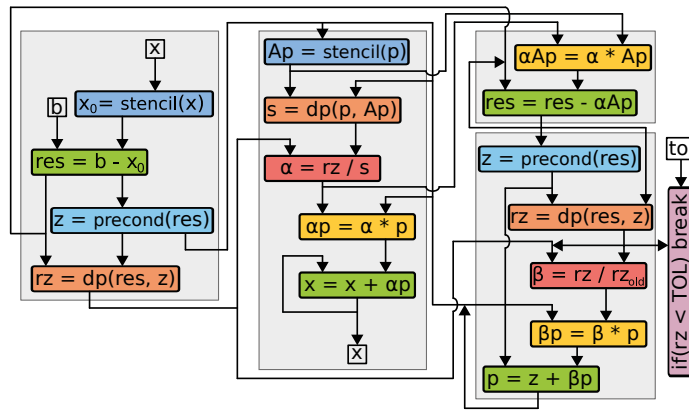 x
x₀= stencil(x)
b
res = b - x₀
z = precond(res)
rz = dp(res, z)
Ap = stencil(p)
s = dp(p, Ap)
α = rz / s
αp = α * p
x = x + αp
x
αAp = α * Ap
res = res - αAp
z = precond(res)
rz = dp(res, z)
β = rz / rz_old
βp = β * p
p = z + βp
to
if(rz < TOL) break